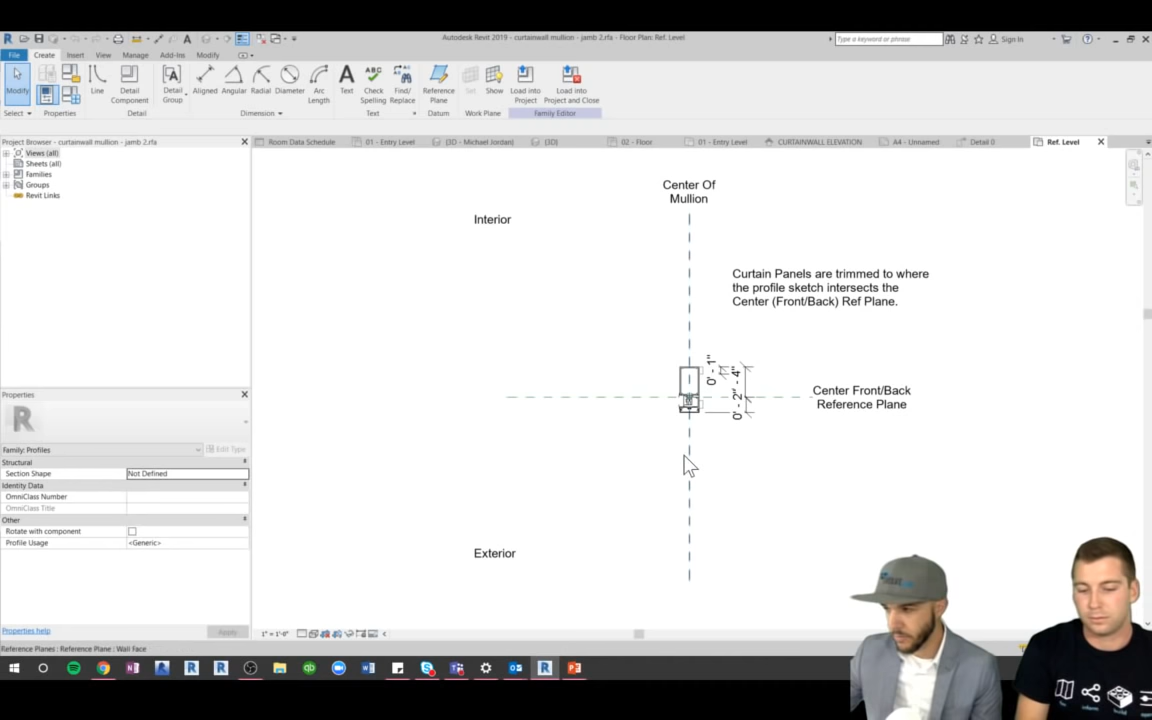 Autodesk Revit 2019 - curtainwall mullion - jamb 2.rfa - Floor Plan: Ref. Level
Type a keyword or phrase
Sign In
File Create Insert View Manage Add-Ins Modify
Modify
Line
Detail Component
Detail Group
Aligned Angular Radial Diameter
Arc Length
Text
Check Spelling
Find/ Replace
Reference Plane
Set Show
Load into Project
Load into Project and Close
Select Properties Detail Dimension Text Datum Work Plane Family Editor
Project Browser - curtainwall mullion - jamb 2.rfa
Room Data Schedule 01 - Entry Level (3D - Michael Jordan) (3D) 02 - Floor 01 - Entry Level CURTAINWALL ELEVATION A4 - Unnamed Detail 0 Ref. Level
Views (all)
Sheets (all)
Families
Groups
Revit Links
Center Of
Mullion
Interior
Curtain Panels are trimmed to where
the profile sketch intersects the
Center (Front/Back) Ref Plane.
0' - 1"
0' - 2" - 4"
Center Front/Back
Reference Plane
Exterior
Properties
Family: Profiles
Edit Type
Structural
Section Shape Not Defined
Identity Data
OmniClass Number
OmniClass Title
Other
Rotate with component
Profile Usage <Generic>
Properties help
Apply
1" = 1'-0"
Reference Planes : Reference Plane : Wall Face